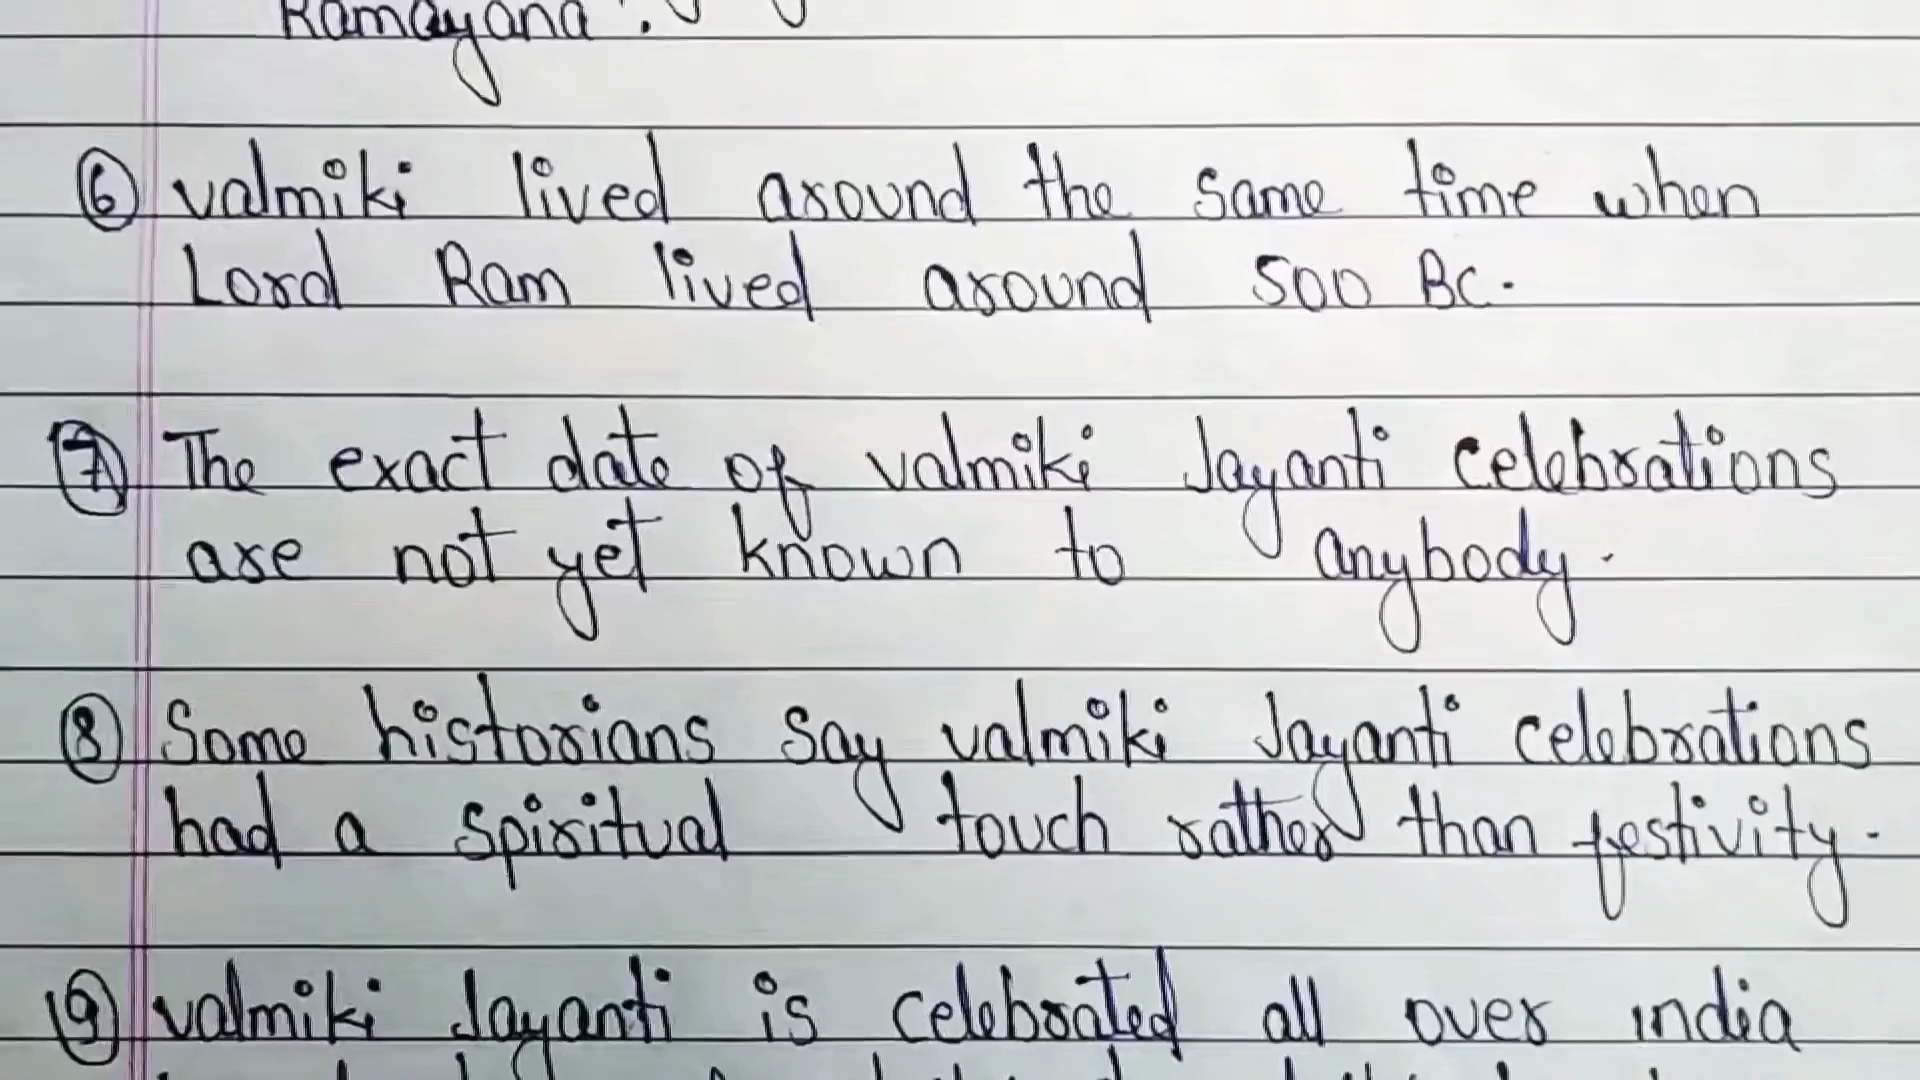 Ramayana.
⑥ valmiki lived around the same time when
Lord Ram lived around 500 BC.
⑦ The exact date of valmiki Jayanti celebrations
are not yet known to anybody.
⑧ Some historians say valmiki Jayanti celebrations
had a spiritual touch rather than festivity.
⑨ valmiki Jayanti is celebrated all over india